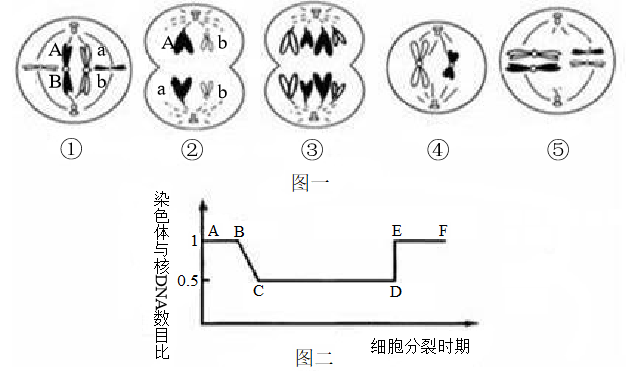 A a
B b
A b
a b
① ② ③ ④ ⑤
图一
染色体与核DNA数目比
1
0.5
A B C D E F
细胞分裂时期
图二